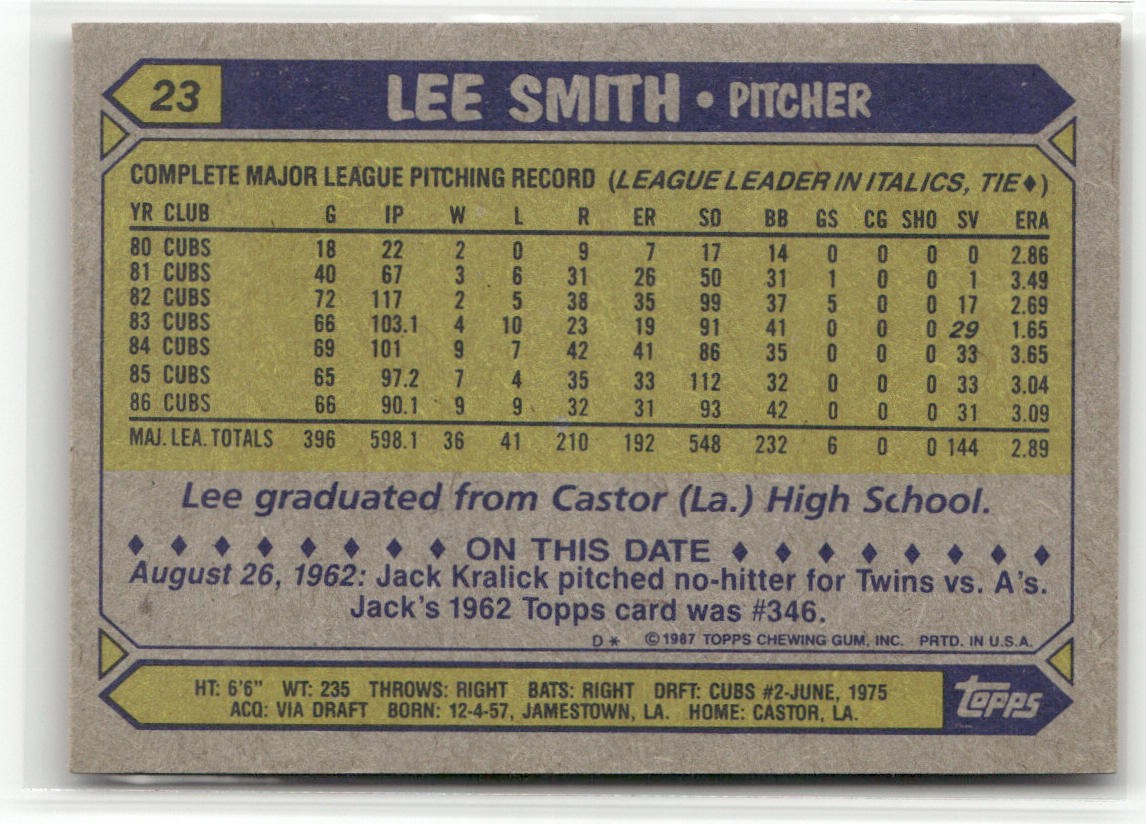 23 LEE SMITH • PITCHER
COMPLETE MAJOR LEAGUE PITCHING RECORD (LEAGUE LEADER IN ITALICS, TIE♦)
YR CLUB G IP W L R ER SO BB GS CG SHO SV ERA
80 CUBS 18 22 2 0 9 7 17 14 0 0 0 0 2.86
81 CUBS 40 67 3 6 31 26 50 31 1 0 0 1 3.49
82 CUBS 72 117 2 5 38 35 99 37 5 0 0 17 2.69
83 CUBS 66 103.1 4 10 23 19 91 41 0 0 0 29 1.65
84 CUBS 69 101 9 7 42 41 86 35 0 0 0 33 3.65
85 CUBS 65 97.2 7 4 35 33 112 32 0 0 0 33 3.04
86 CUBS 66 90.1 9 9 32 31 93 42 0 0 0 31 3.09
MAJ. LEA. TOTALS 396 598.1 36 41 210 192 548 232 6 0 0 144 2.89
Lee graduated from Castor (La.) High School.
♦ ♦ ♦ ♦ ♦ ♦ ♦ ♦ ON THIS DATE ♦ ♦ ♦ ♦ ♦ ♦ ♦ ♦
August 26, 1962: Jack Kralick pitched no-hitter for Twins vs. A's.
Jack's 1962 Topps card was #346.
D * ©1987 TOPPS CHEWING GUM, INC. PRTD. IN U.S.A.
HT: 6'6" WT: 235 THROWS: RIGHT BATS: RIGHT DRFT: CUBS #2-JUNE, 1975
ACQ: VIA DRAFT BORN: 12-4-57, JAMESTOWN, LA. HOME: CASTOR, LA.
TOPPS